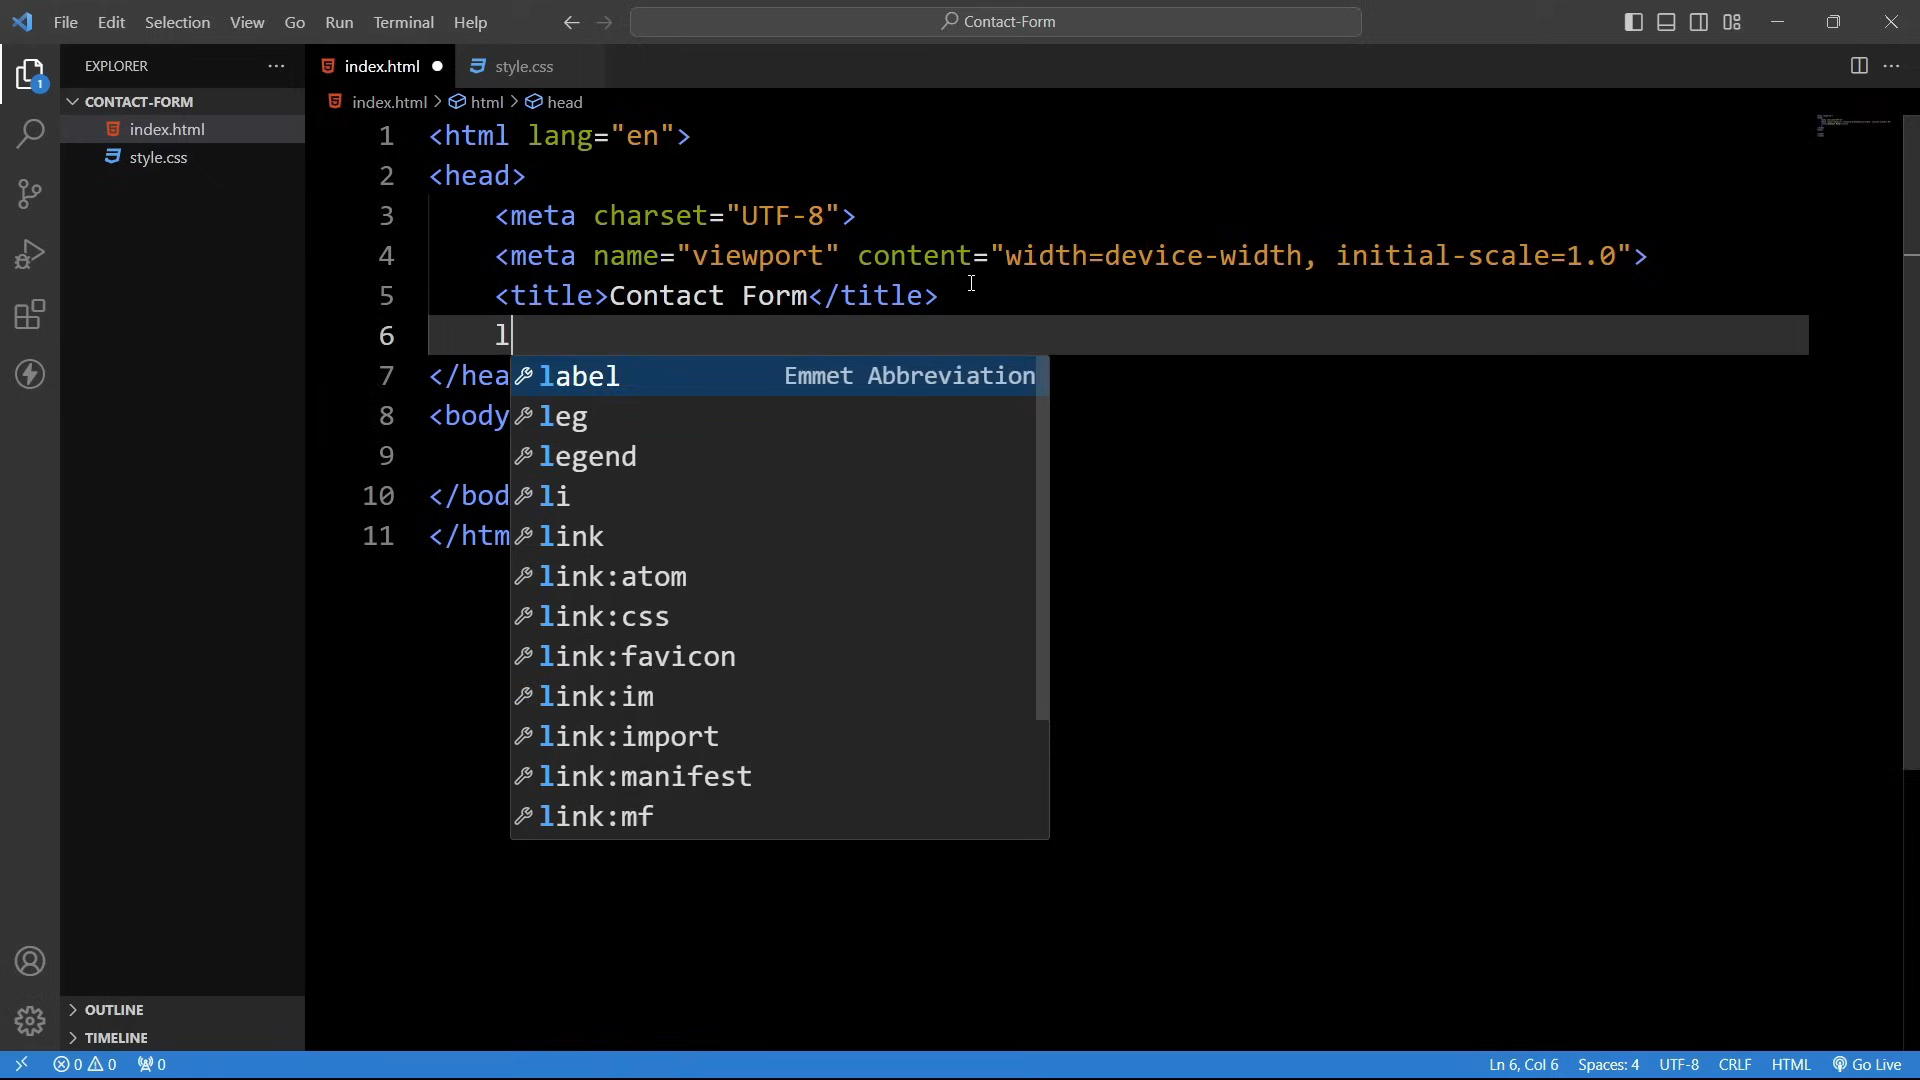 File Edit Selection View Go Run Terminal Help
Contact-Form
1
EXPLORER
CONTACT-FORM
index.html
style.css
OUTLINE
TIMELINE
index.html style.css
index.html > html > head
1 <html lang="en">
2 <head>
3 <meta charset="UTF-8">
4 <meta name="viewport" content="width=device-width, initial-scale=1.0">
5 <title>Contact Form</title>
6 l
7 </hea
8 <body
9
10 </bod
11 </htm
label Emmet Abbreviation
leg
legend
li
link
link:atom
link:css
link:favicon
link:im
link:import
link:manifest
link:mf
0 0 0
Ln 6, Col 6 Spaces: 4 UTF-8 CRLF HTML Go Live